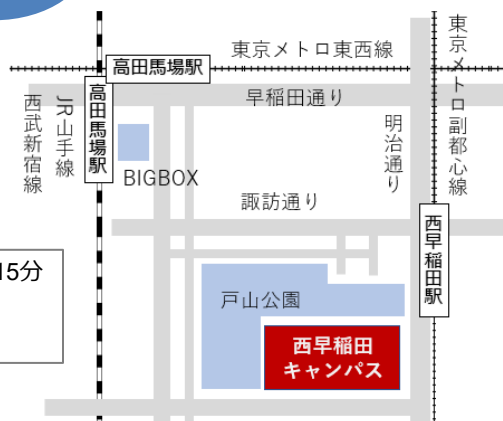 東京メトロ東西線
高田馬場駅
早稲田通り
西武新宿線
JR山手線
高田馬場駅
BIGBOX
明治通り
東京メトロ副都心線
諏訪通り
西早稲田駅
15分
戸山公園
西早稲田
キャンパス